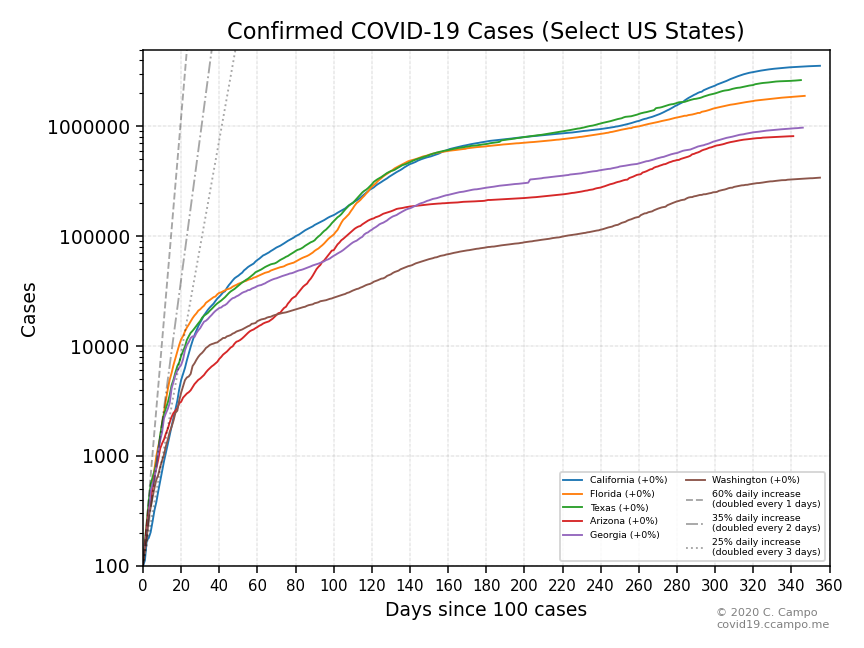 Confirmed COVID-19 Cases (Select US States)
1000000
100000
10000
1000
100
Cases
0 20 40 60 80 100 120 140 160 180 200 220 240 260 280 300 320 340 360
Days since 100 cases
California (+0%)
Florida (+0%)
Texas (+0%)
Arizona (+0%)
Georgia (+0%)
Washington (+0%)
60% daily increase
(doubled every 1 days)
35% daily increase
(doubled every 2 days)
25% daily increase
(doubled every 3 days)
© 2020 C. Campo
covid19.ccampo.me